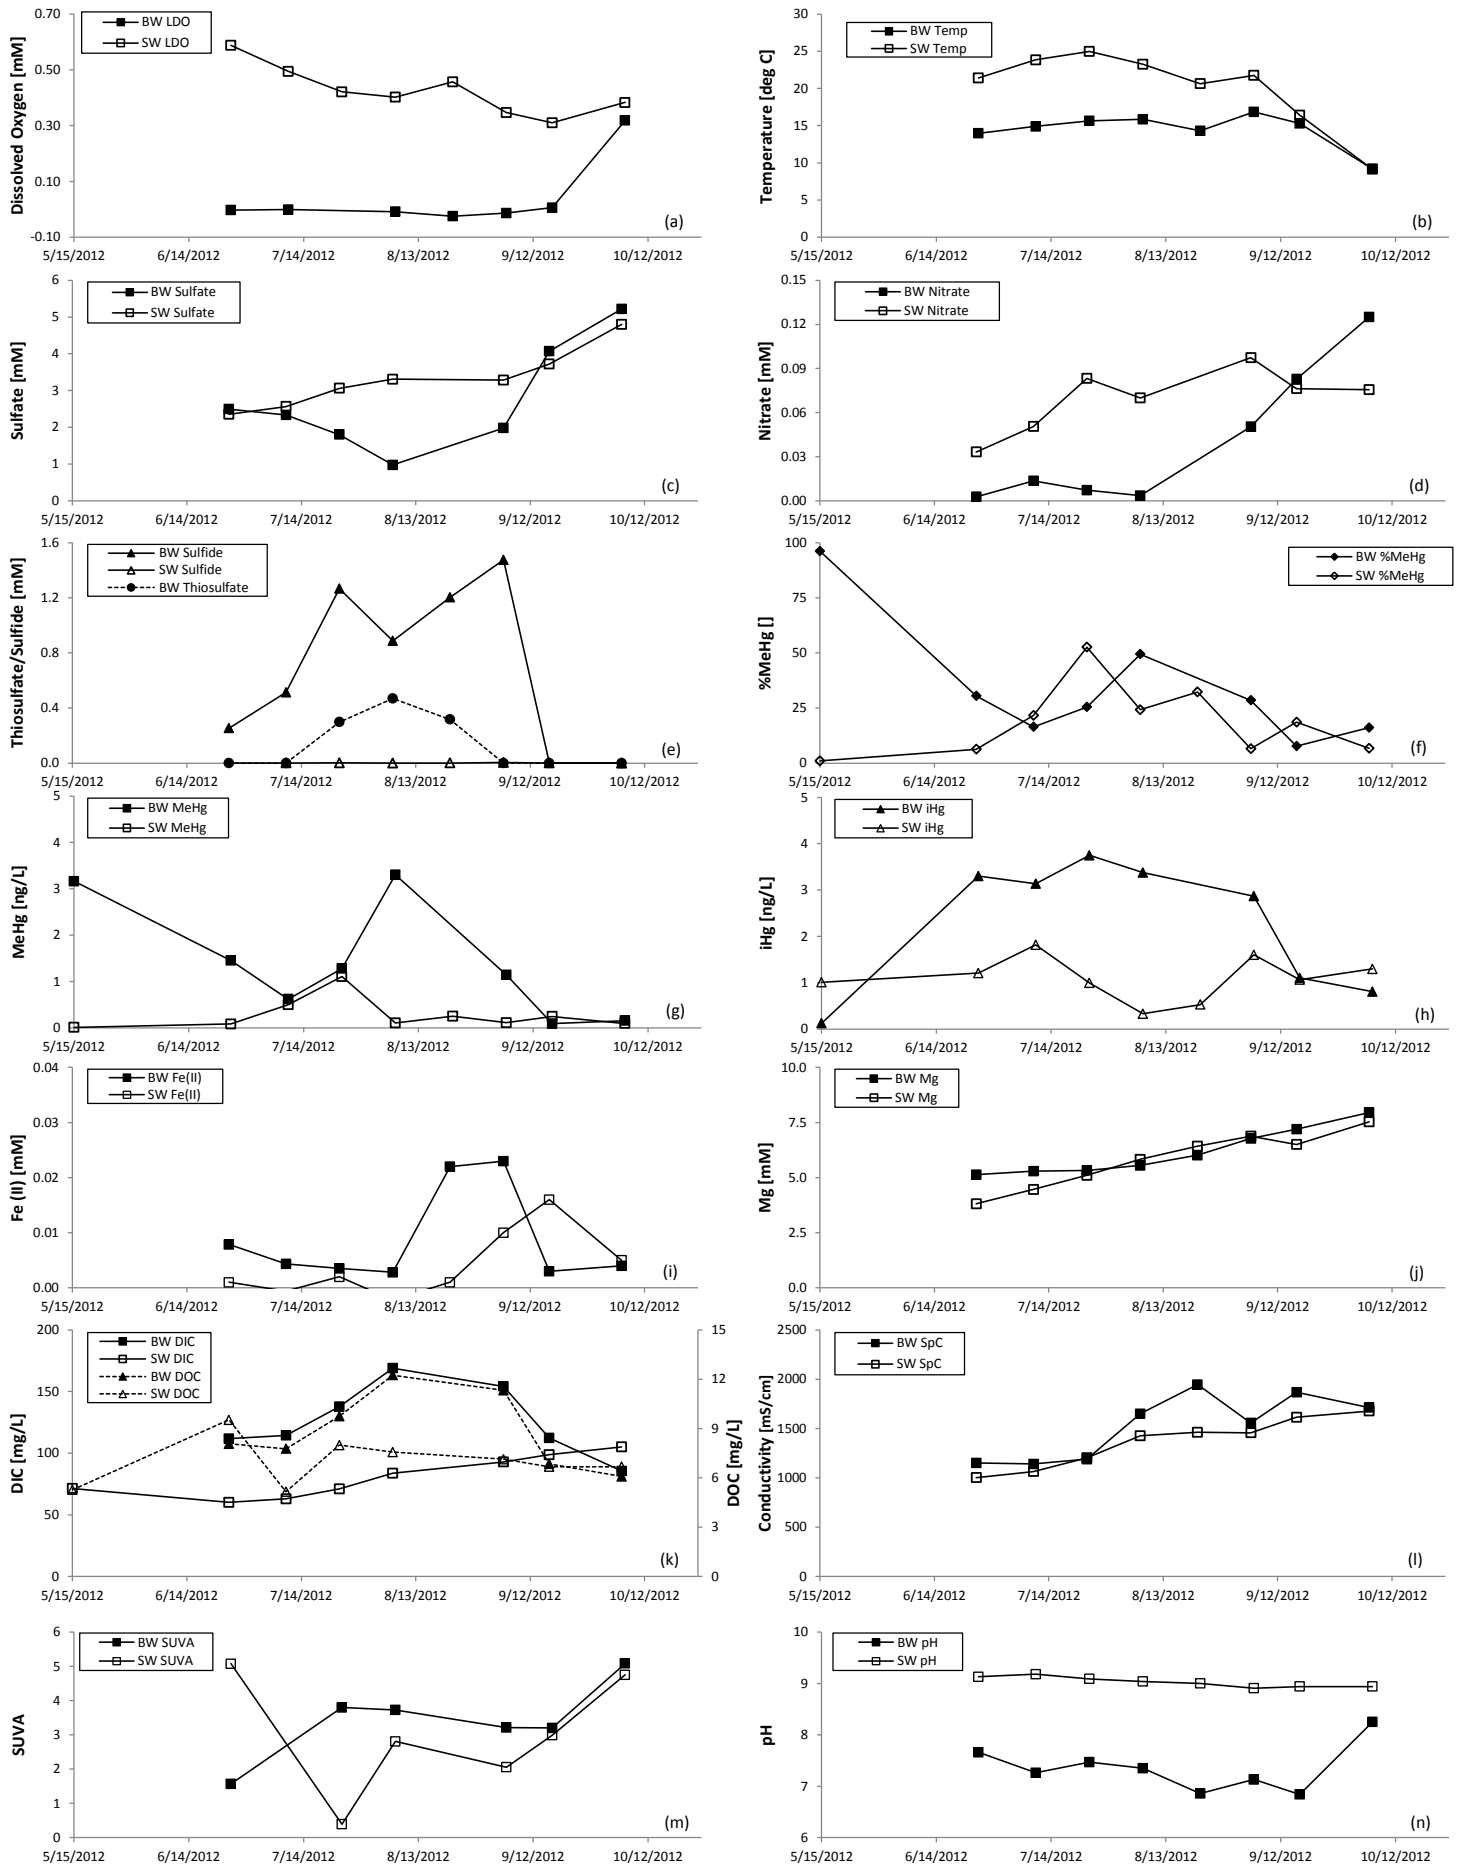 BW LDO
SW LDO
Dissolved Oxygen [mM]
0.70
0.50
0.30
0.10
-0.10
(a)
5/15/2012 6/14/2012 7/14/2012 8/13/2012 9/12/2012 10/12/2012
BW Temp
SW Temp
Temperature [deg C]
30
25
20
15
10
5
0
(b)
5/15/2012 6/14/2012 7/14/2012 8/13/2012 9/12/2012 10/12/2012
BW Sulfate
SW Sulfate
Sulfate [mM]
6
5
4
3
2
1
0
(c)
5/15/2012 6/14/2012 7/14/2012 8/13/2012 9/12/2012 10/12/2012
BW Nitrate
SW Nitrate
Nitrate [mM]
0.15
0.12
0.09
0.06
0.03
0.00
(d)
5/15/2012 6/14/2012 7/14/2012 8/13/2012 9/12/2012 10/12/2012
BW Sulfide
SW Sulfide
BW Thiosulfate
Thiosulfate/Sulfide [mM]
1.6
1.2
0.8
0.4
0.0
(e)
5/15/2012 6/14/2012 7/14/2012 8/13/2012 9/12/2012 10/12/2012
BW %MeHg
SW %MeHg
%MeHg []
100
75
50
25
0
(f)
5/15/2012 6/14/2012 7/14/2012 8/13/2012 9/12/2012 10/12/2012
BW MeHg
SW MeHg
MeHg [ng/L]
5
4
3
2
1
0
(g)
5/15/2012 6/14/2012 7/14/2012 8/13/2012 9/12/2012 10/12/2012
BW iHg
SW iHg
iHg [ng/L]
5
4
3
2
1
0
(h)
5/15/2012 6/14/2012 7/14/2012 8/13/2012 9/12/2012 10/12/2012
BW Fe(II)
SW Fe(II)
Fe (II) [mM]
0.04
0.03
0.02
0.01
0.00
(i)
5/15/2012 6/14/2012 7/14/2012 8/13/2012 9/12/2012 10/12/2012
BW Mg
SW Mg
Mg [mM]
10.0
7.5
5.0
2.5
0.0
(j)
5/15/2012 6/14/2012 7/14/2012 8/13/2012 9/12/2012 10/12/2012
BW DIC
SW DIC
BW DOC
SW DOC
DIC [mg/L]
200
150
100
50
0
DOC [mg/L]
15
12
9
6
3
0
(k)
5/15/2012 6/14/2012 7/14/2012 8/13/2012 9/12/2012 10/12/2012
BW SpC
SW SpC
Conductivity [mS/cm]
2500
2000
1500
1000
500
0
(l)
5/15/2012 6/14/2012 7/14/2012 8/13/2012 9/12/2012 10/12/2012
BW SUVA
SW SUVA
SUVA
6
5
4
3
2
1
0
(m)
5/15/2012 6/14/2012 7/14/2012 8/13/2012 9/12/2012 10/12/2012
BW pH
SW pH
pH
10
9
8
7
6
(n)
5/15/2012 6/14/2012 7/14/2012 8/13/2012 9/12/2012 10/12/2012